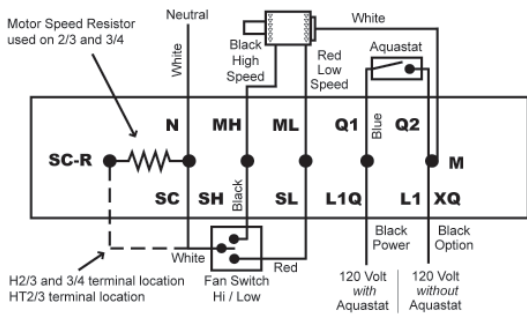 Motor Speed Resistor
used on 2/3 and 3/4
Neutral
White
Black
High
Speed
Red
Low
Speed
White
Aquastat
N
MH
ML
Q1
Blue
Q2
SC-R
M
SC
SH
Black
SL
L1Q
L1
XQ
White
Red
Black
Power
Black
Option
H2/3 and 3/4 terminal location
HT2/3 terminal location
Fan Switch
Hi / Low
120 Volt
with
Aquastat
120 Volt
without
Aquastat